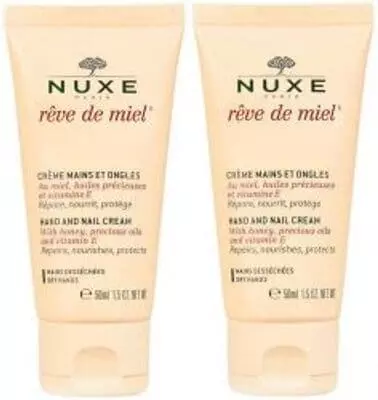 NUXE
PARIS
rêve de miel®
CRÈME MAINS ET ONGLES
Au miel, huiles précieuses
et vitamine E
Répare, nourrit, protège
HAND AND NAIL CREAM
With honey, precious oils
and vitamin E
Repairs, nourishes, protects
MAINS DESSÉCHÉES
DRY HANDS
℮ 50ml 1.5 OZ. NET WT.
NUXE
PARIS
rêve de miel®
CRÈME MAINS ET ONGLES
Au miel, huiles précieuses
et vitamine E
Répare, nourrit, protège
HAND AND NAIL CREAM
With honey, precious oils
and vitamin E
Repairs, nourishes, protects
MAINS DESSÉCHÉES
DRY HANDS
℮ 50ml 1.5 OZ. NET WT.